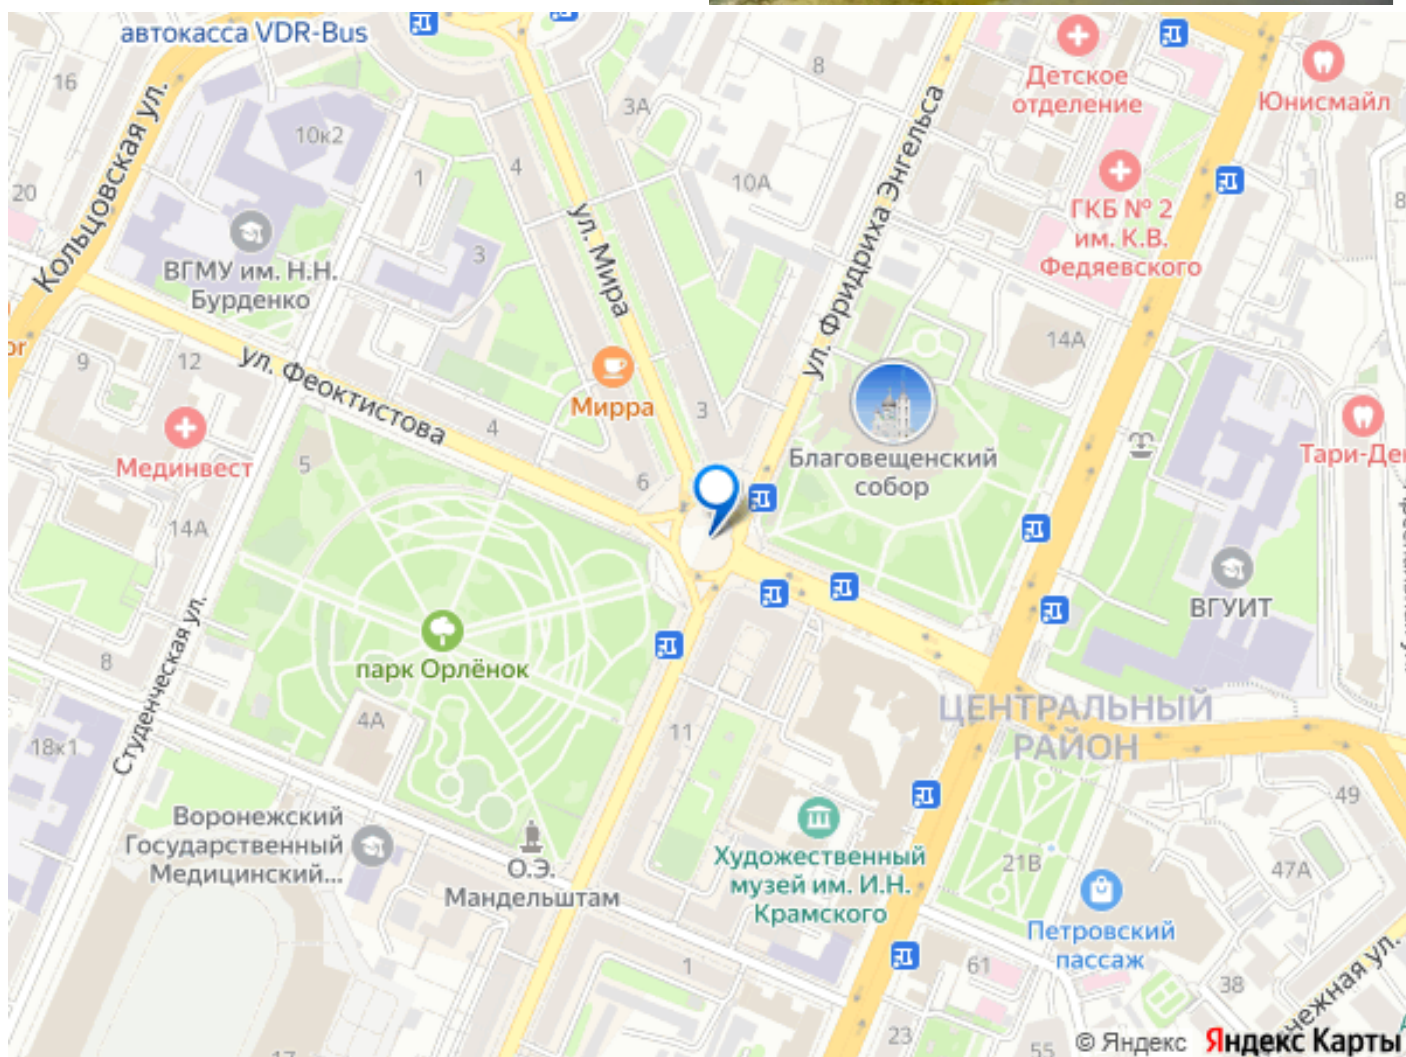 автокасса VDR-Bus
16
8
Детское
отделение
Юнисмайл
3А
10к2
Кольцовская ул.
4
1
10А
20
ул. Фридриха Энгельса
ГКБ № 2
им. К.В.
Федяевского
ул. Мира
3
ВГМУ им. Н.Н.
Бурденко
14А
9
12
ул. Феоктистова
Мирра
3
4
Мединвест
5
6
Благовещенский
собор
Тари-Де
14А
ВГУИТ
Студенческая ул.
парк Орлёнок
8
4А
11
18к1
ЦЕНТРАЛЬНЫЙ
РАЙОН
49
Воронежский
Государственный
Медицинский...
О.Э.
Мандельштам
Художественный
музей им. И.Н.
Крамского
21В
47А
Петровский
пассаж
1
61
38
23
55
17
© Яндекс Яндекс Карты